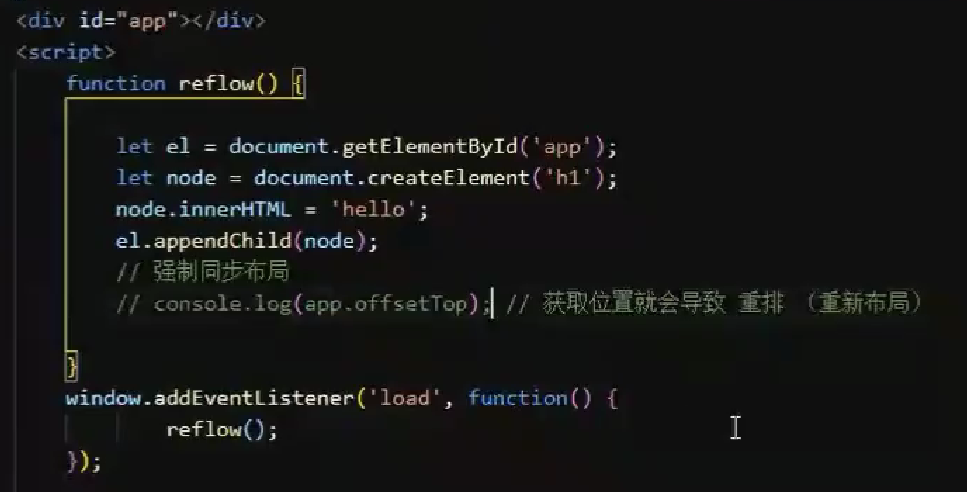 <div id="app"></div>
<script>
function reflow() {
let el = document.getElementById('app');
let node = document.createElement('h1');
node.innerHTML = 'hello';
el.appendChild(node);
// 强制同步布局
// console.log(app.offsetTop); // 获取位置就会导致 重排 （重新布局）
}
window.addEventListener('load', function() {
reflow();
});